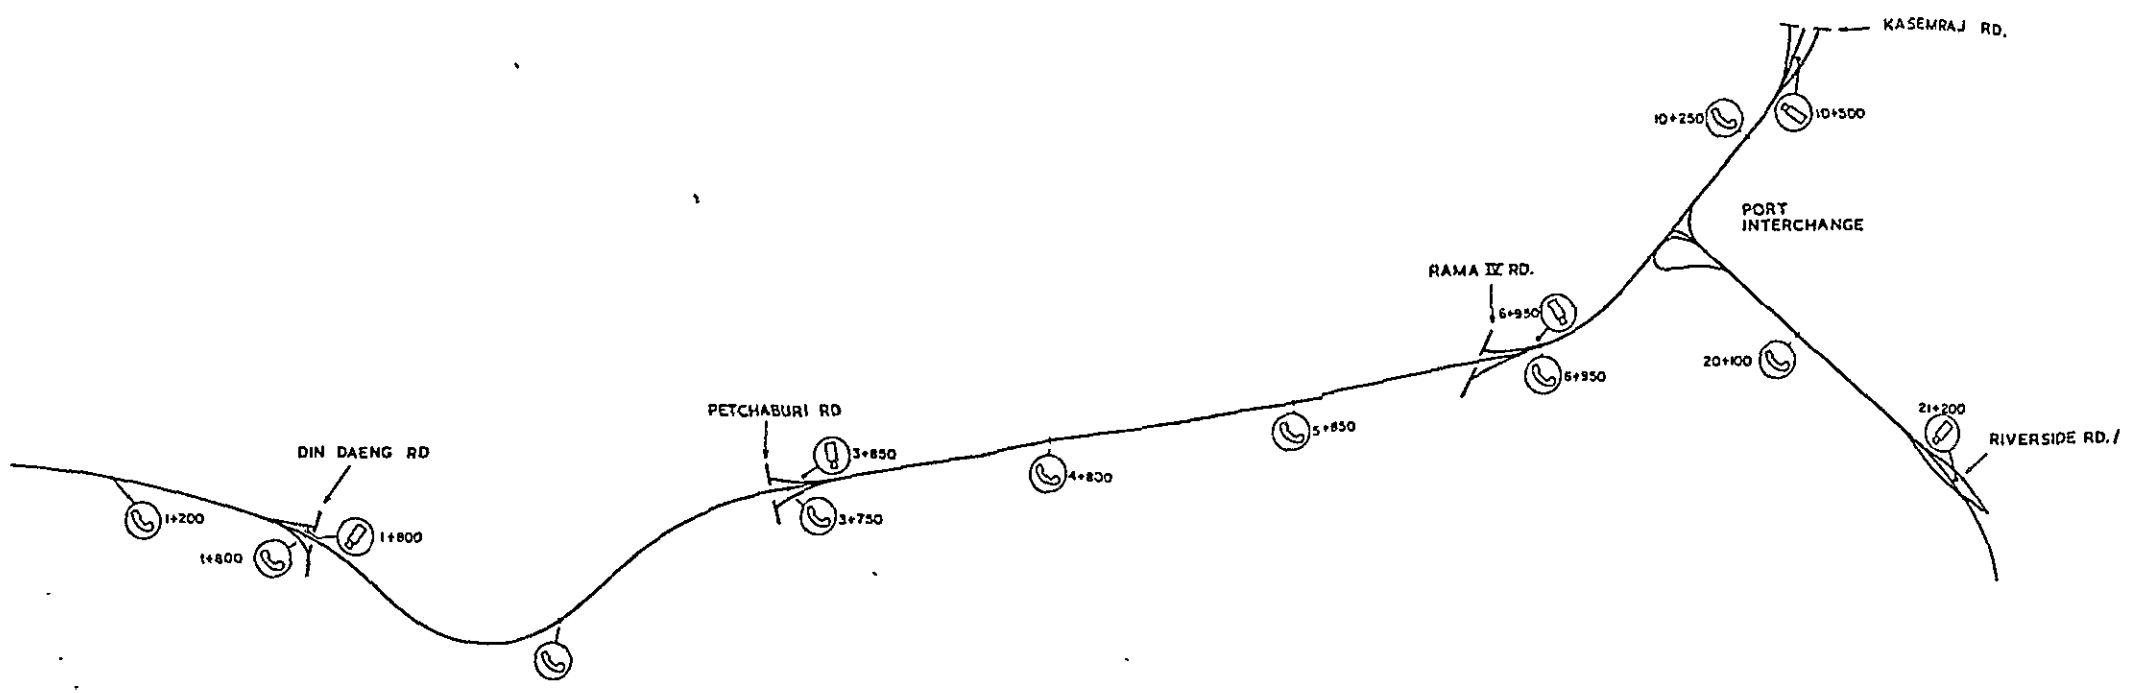 KASEMRAJ RD.
10+250
10+500
PORT
INTERCHANGE
RAMA IV RD.
6+950
6+950
20+100
21+200
RIVERSIDE RD./
PETCHABURI RD
3+850
3+750
4+800
5+850
DIN DAENG RD
1+200
1+800
1+800